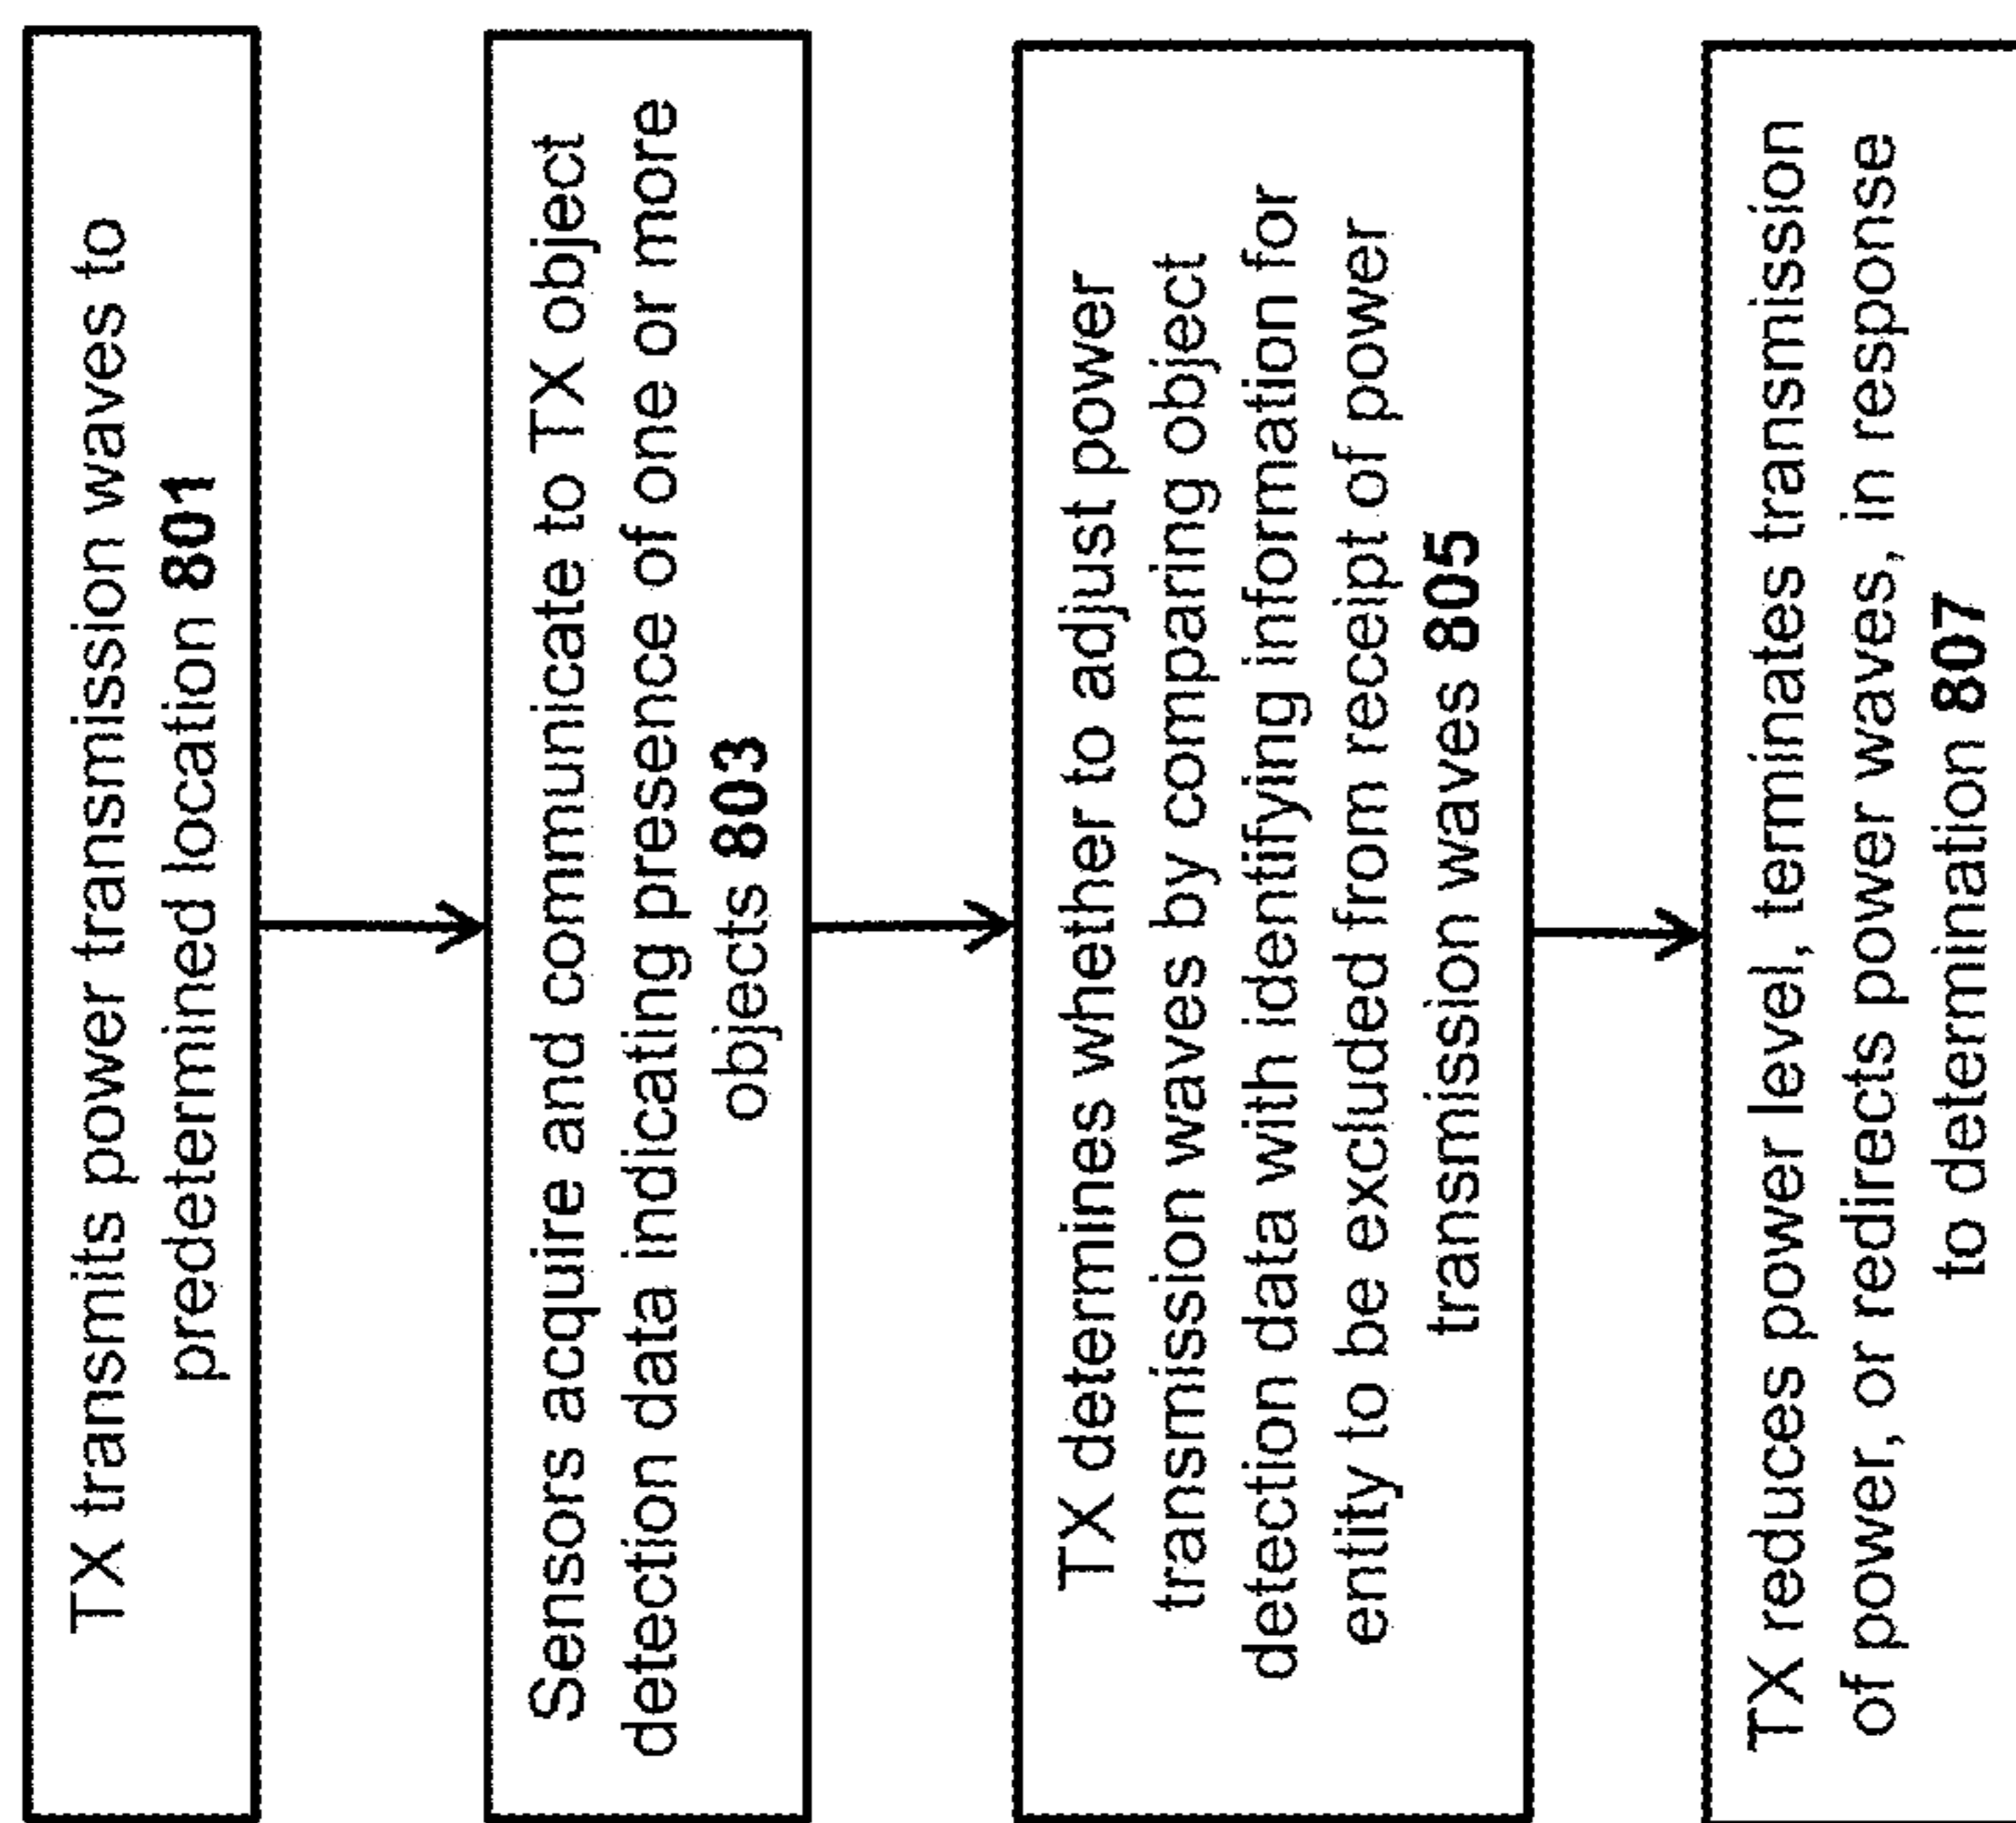 TX transmits power transmission waves to
predetermined location 801
Sensors acquire and communicate to TX object
detection data indicating presence of one or more
objects 803
TX determines whether to adjust power
transmission waves by comparing object
detection data with identifying information for
entity to be excluded from receipt of power
transmission waves 805
TX reduces power level, terminates transmission
of power, or redirects power waves, in response
to determination 807